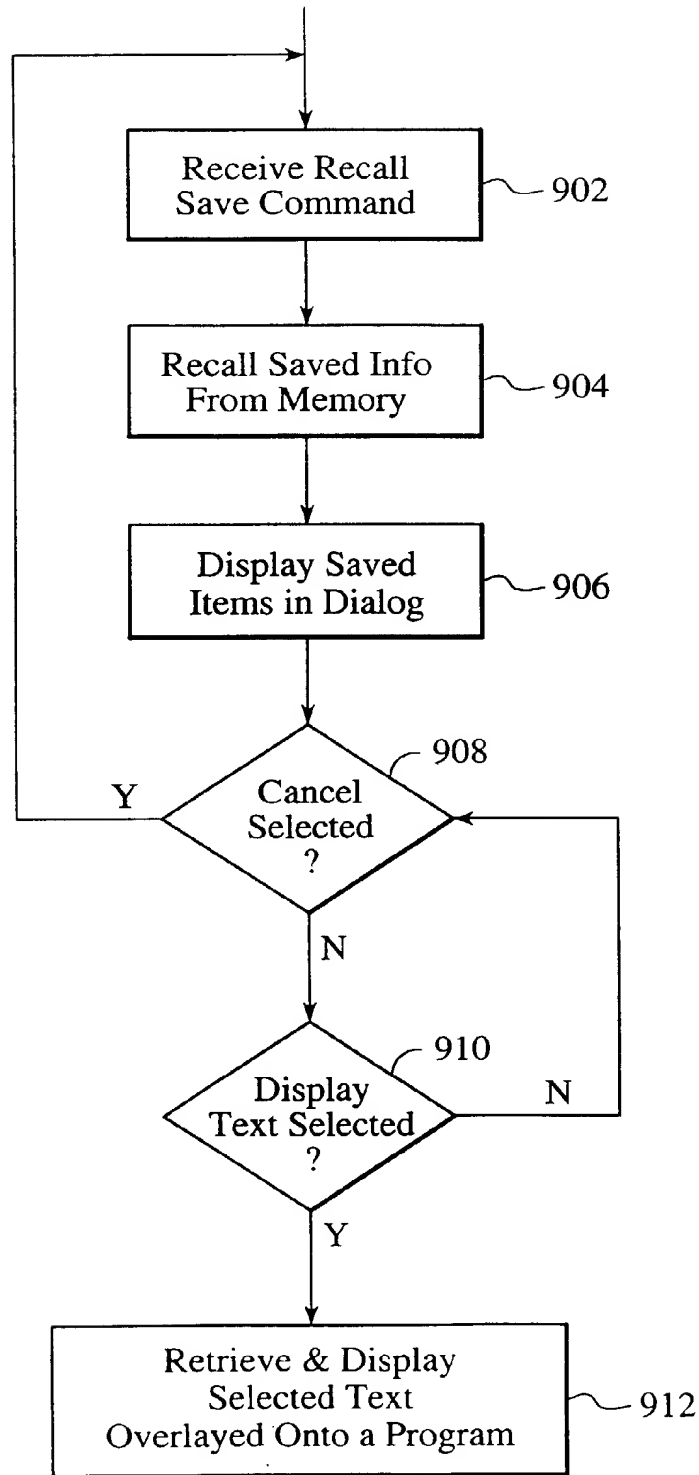 Receive Recall
Save Command
902
Recall Saved Info
From Memory
904
Display Saved
Items in Dialog
906
908
Cancel
Selected
?
Y
N
910
Display
Text Selected
?
N
Y
Retrieve & Display
Selected Text
Overlayed Onto a Program
912